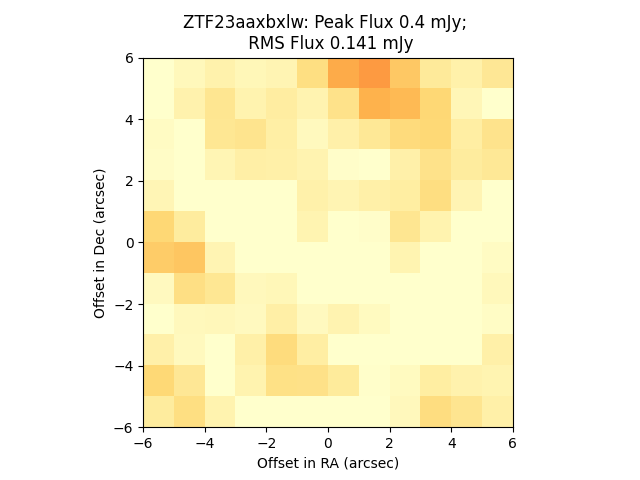 ZTF23aaxbxlw: Peak Flux 0.4 mJy;
RMS Flux 0.141 mJy
6
4
2
0
−2
−4
−6
Offset in Dec (arcsec)
−6 −4 −2 0 2 4 6
Offset in RA (arcsec)